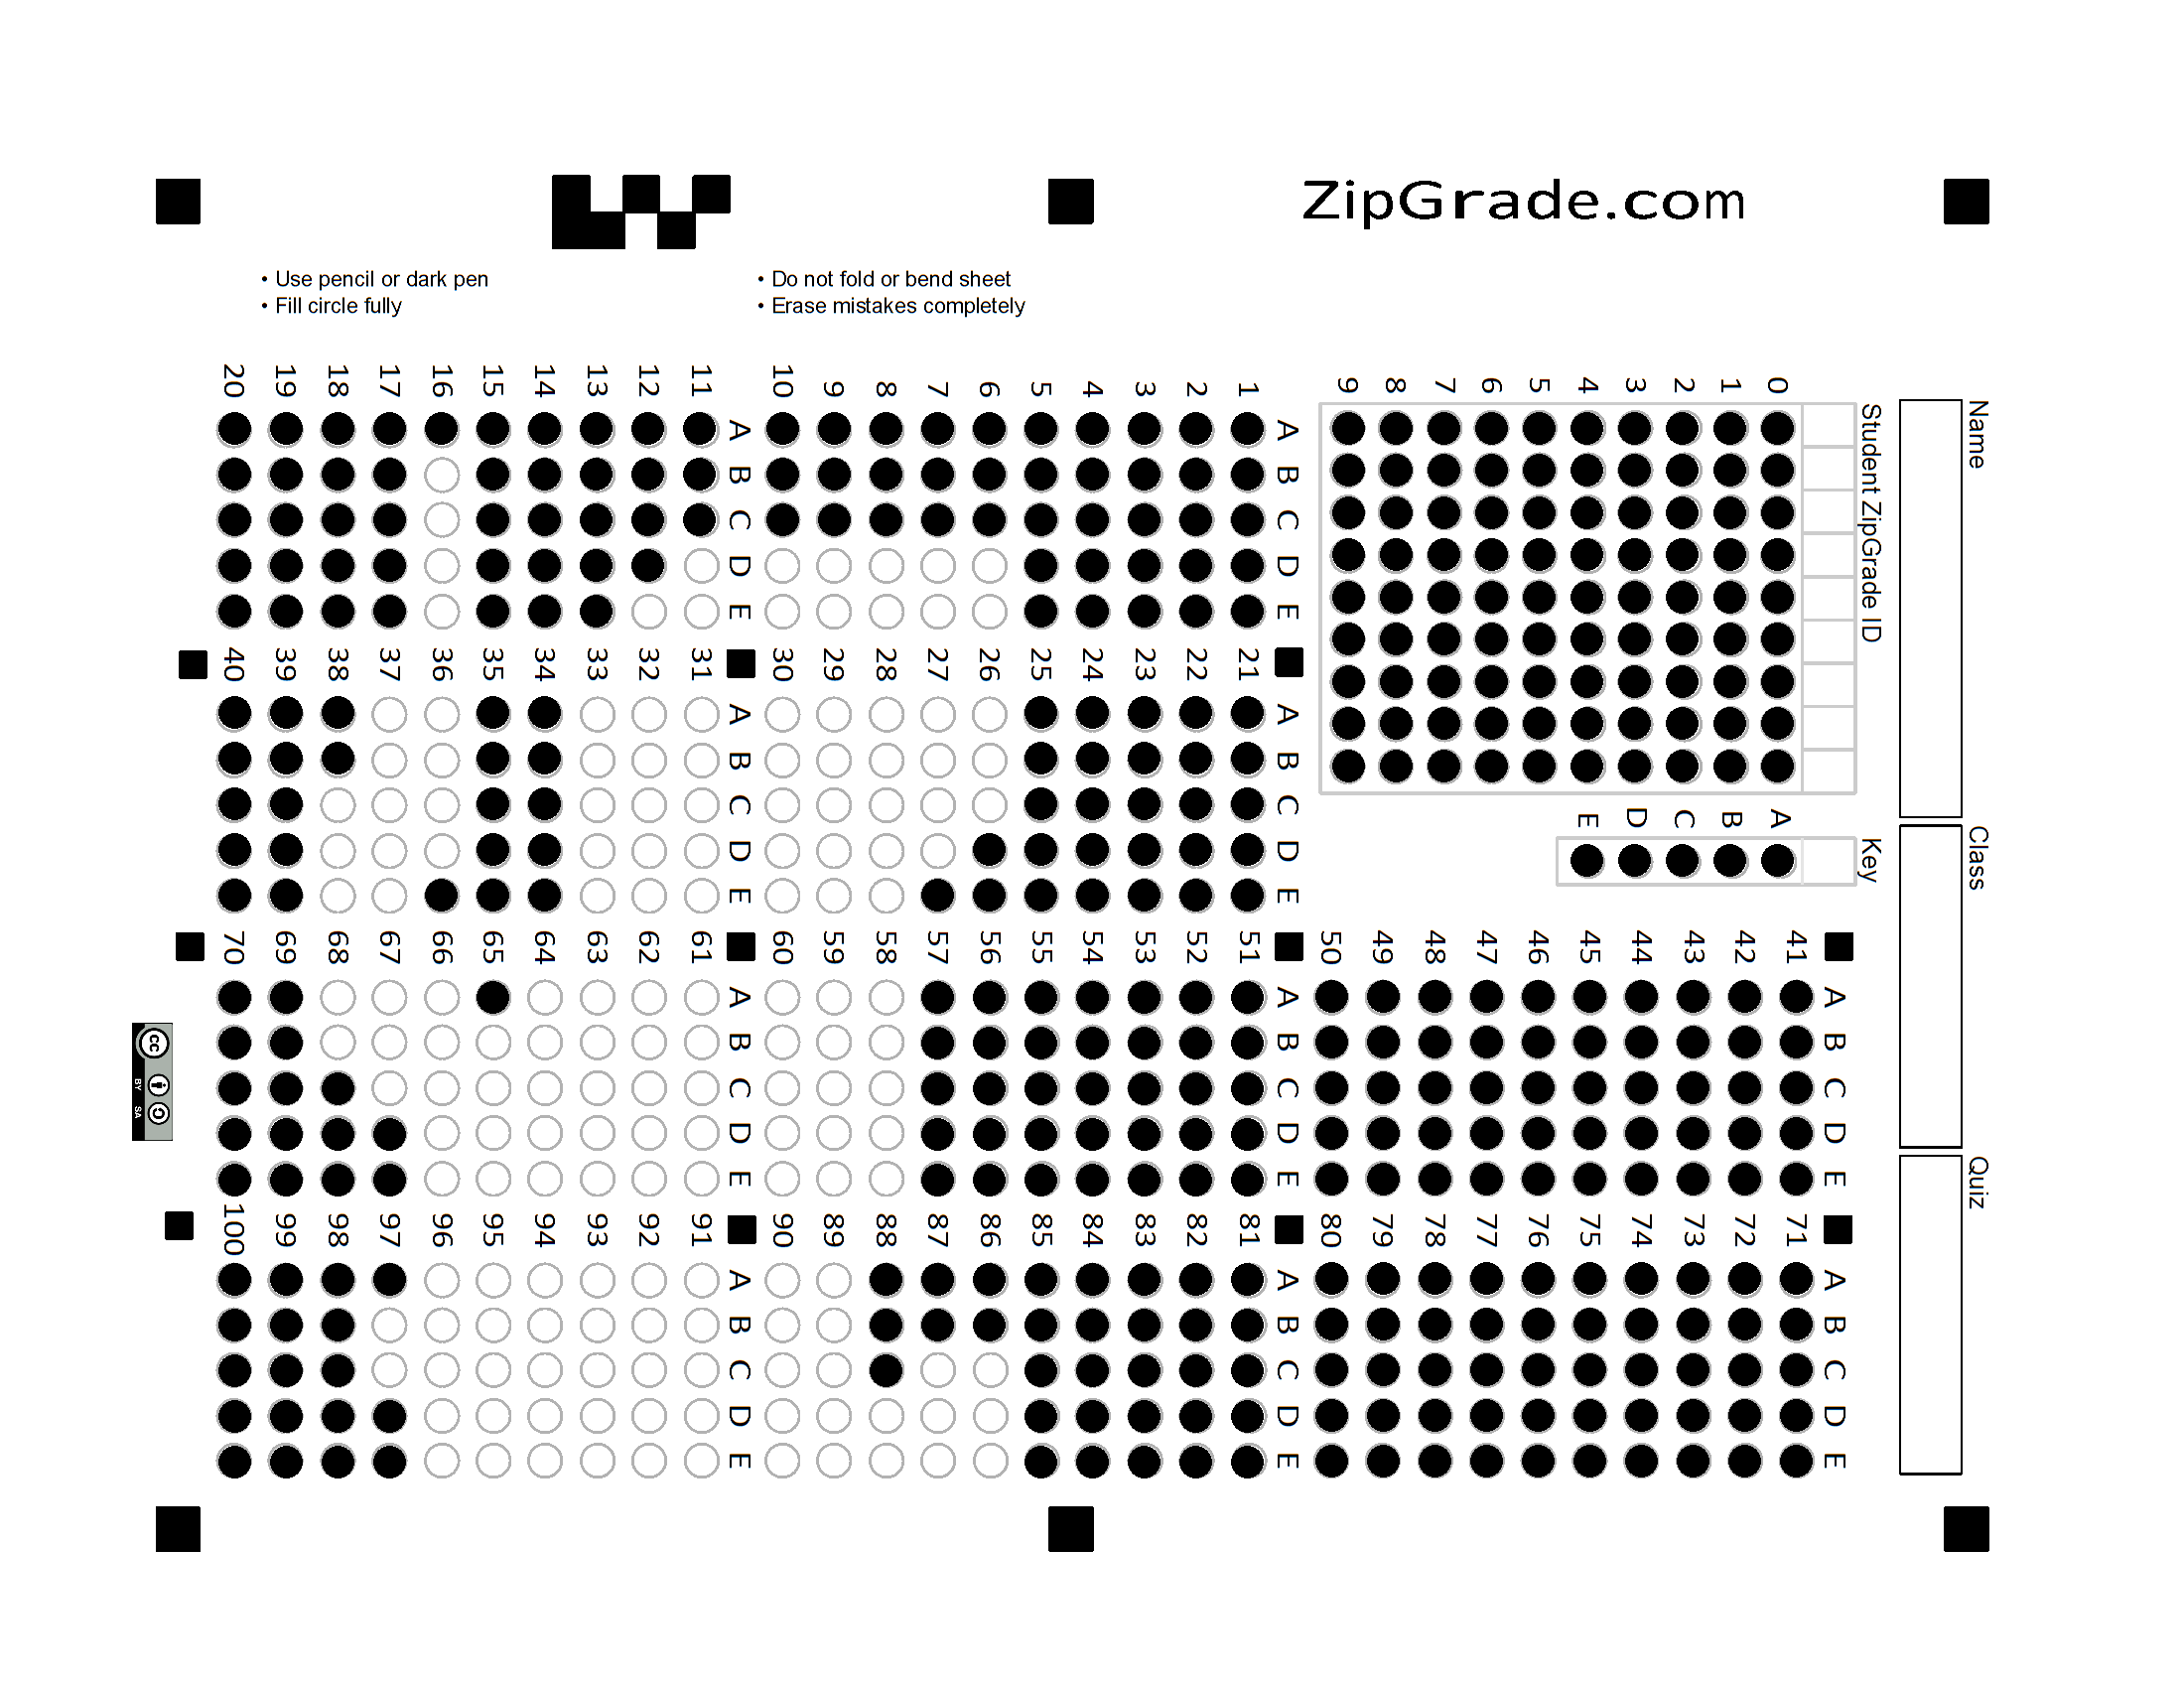 ZipGrade.com
• Use pencil or dark pen
• Fill circle fully
• Do not fold or bend sheet
• Erase mistakes completely
Name
Class
Quiz
Student ZipGrade ID
0 1 2 3 4 5 6 7 8 9
Key
A B C D E
A B C D E
1 2 3 4 5 6 7 8 9 10
A B C D E
11 12 13 14 15 16 17 18 19 20
A B C D E
21 22 23 24 25 26 27 28 29 30
A B C D E
31 32 33 34 35 36 37 38 39 40
A B C D E
41 42 43 44 45 46 47 48 49 50
A B C D E
51 52 53 54 55 56 57 58 59 60
A B C D E
61 62 63 64 65 66 67 68 69 70
A B C D E
71 72 73 74 75 76 77 78 79 80
A B C D E
81 82 83 84 85 86 87 88 89 90
A B C D E
91 92 93 94 95 96 97 98 99 100
cc
BY SA